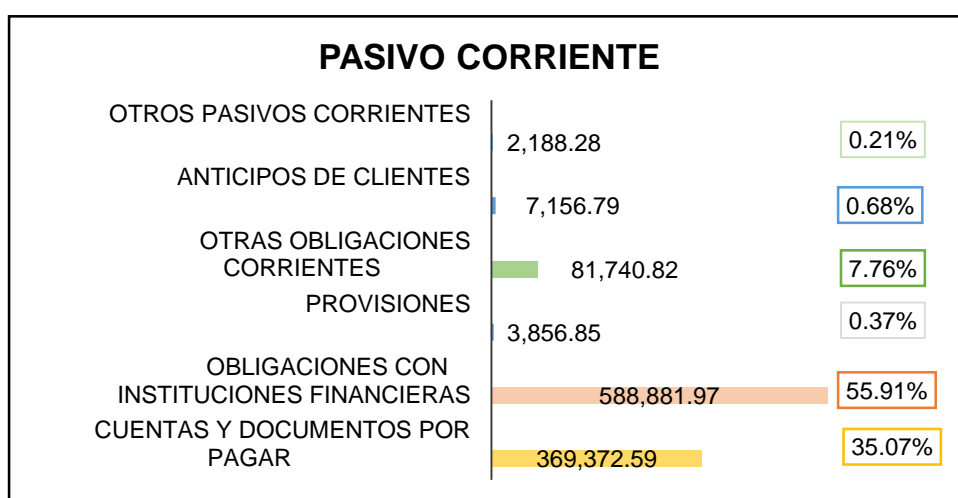 PASIVO CORRIENTE
OTROS PASIVOS CORRIENTES
2,188.28
0.21%
ANTICIPOS DE CLIENTES
7,156.79
0.68%
OTRAS OBLIGACIONES
CORRIENTES
81,740.82
7.76%
PROVISIONES
3,856.85
0.37%
OBLIGACIONES CON
INSTITUCIONES FINANCIERAS
588,881.97
55.91%
CUENTAS Y DOCUMENTOS POR
PAGAR
369,372.59
35.07%